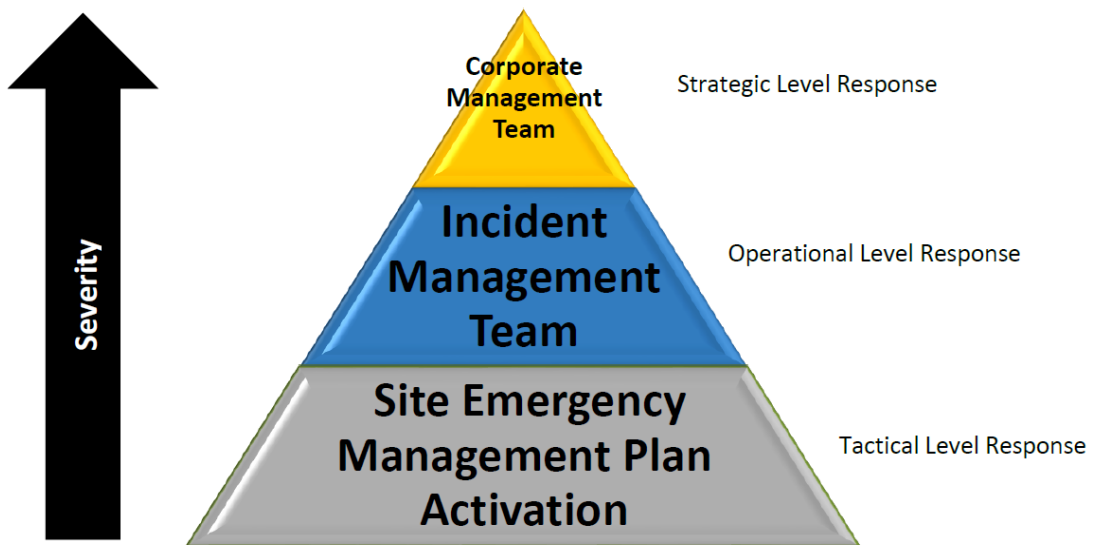 Corporate
Management
Team
Strategic Level Response
Incident
Management
Team
Operational Level Response
Severity
Site Emergency
Management Plan
Activation
Tactical Level Response